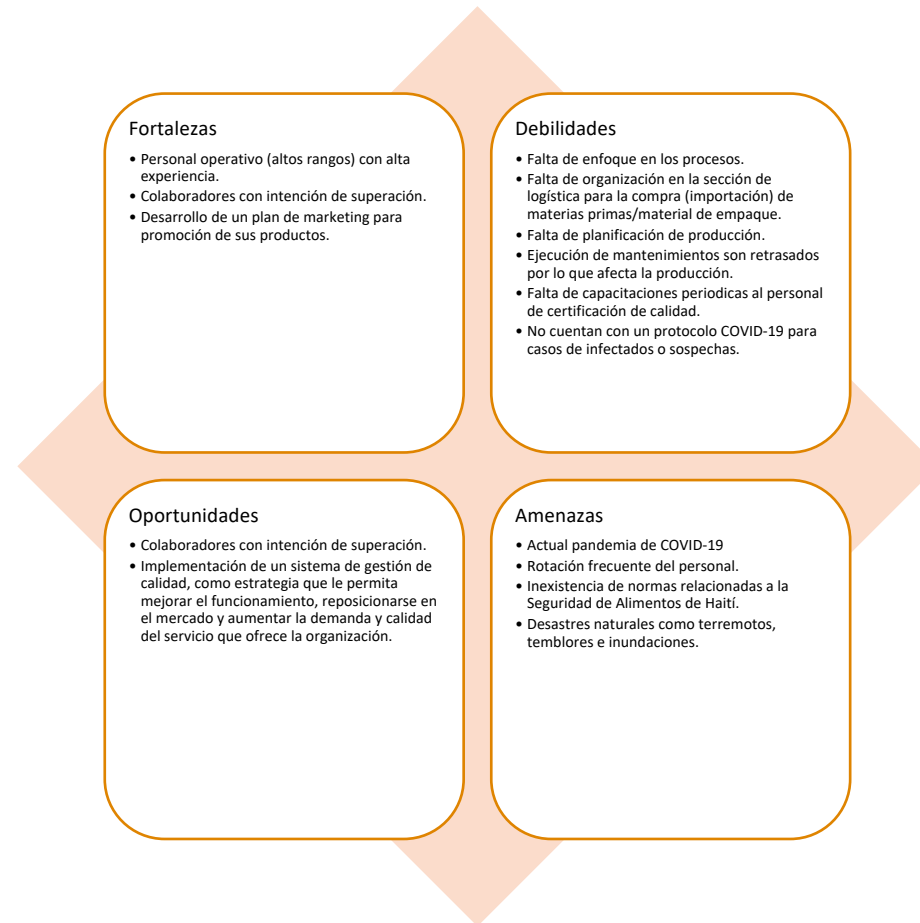 Fortalezas
• Personal operativo (altos rangos) con alta
experiencia.
• Colaboradores con intención de superación.
• Desarrollo de un plan de marketing para
promoción de sus productos.
Debilidades
• Falta de enfoque en los procesos.
• Falta de organización en la sección de
logística para la compra (importación) de
materias primas/material de empaque.
• Falta de planificación de producción.
• Ejecución de mantenimientos son retrasados
por lo que afecta la producción.
• Falta de capacitaciones periodicas al personal
de certificación de calidad.
• No cuentan con un protocolo COVID-19 para
casos de infectados o sospechas.
Oportunidades
• Colaboradores con intención de superación.
• Implementación de un sistema de gestión de
calidad, como estrategia que le permita
mejorar el funcionamiento, reposicionarse en
el mercado y aumentar la demanda y calidad
del servicio que ofrece la organización.
Amenazas
• Actual pandemia de COVID-19
• Rotación frecuente del personal.
• Inexistencia de normas relacionadas a la
Seguridad de Alimentos de Haití.
• Desastres naturales como terremotos,
temblores e inundaciones.